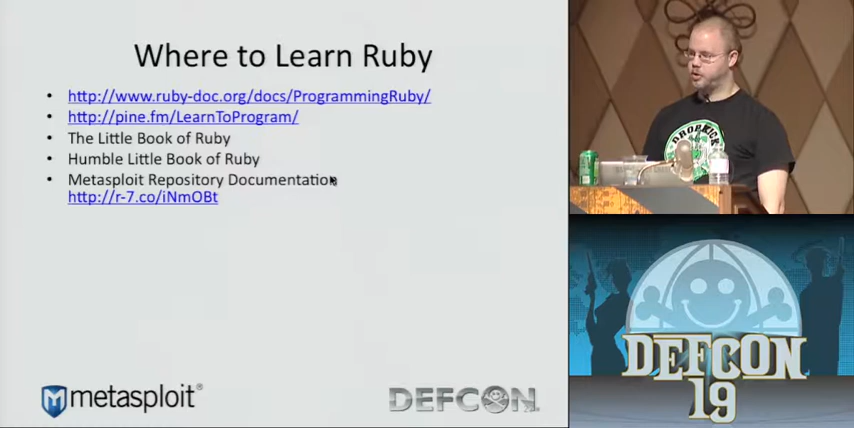 Where to Learn Ruby
• http://www.ruby-doc.org/docs/ProgrammingRuby/
• http://pine.fm/LearnToProgram/
• The Little Book of Ruby
• Humble Little Book of Ruby
• Metasploit Repository Documentation
http://r-7.co/iNmOBt
metasploit®
DEFCON
DROPKICK
DEFCON
19